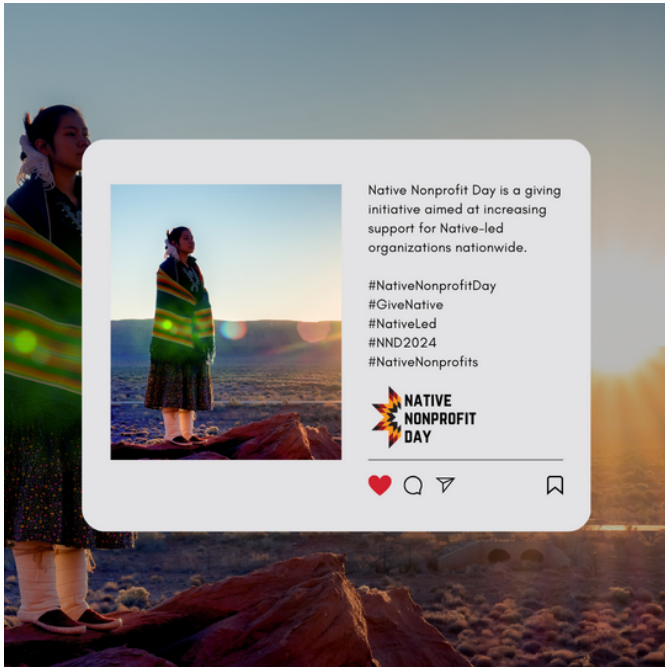 Native Nonprofit Day is a giving
initiative aimed at increasing
support for Native-led
organizations nationwide.
#NativeNonprofitDay
#GiveNative
#NativeLed
#NND2024
#NativeNonprofits
NATIVE
NONPROFIT
DAY